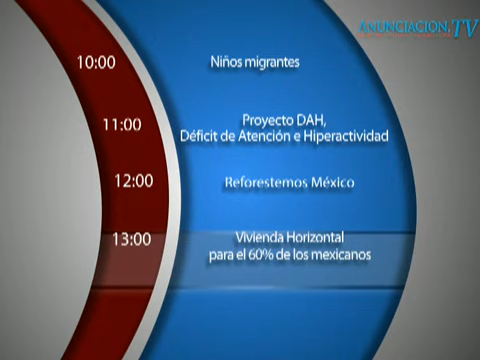 ANUNCIACION.TV
10:00 Niños migrantes
11:00 Proyecto DAH,
Déficit de Atención e Hiperactividad
12:00 Reforestemos México
13:00 Vivienda Horizontal
para el 60% de los mexicanos